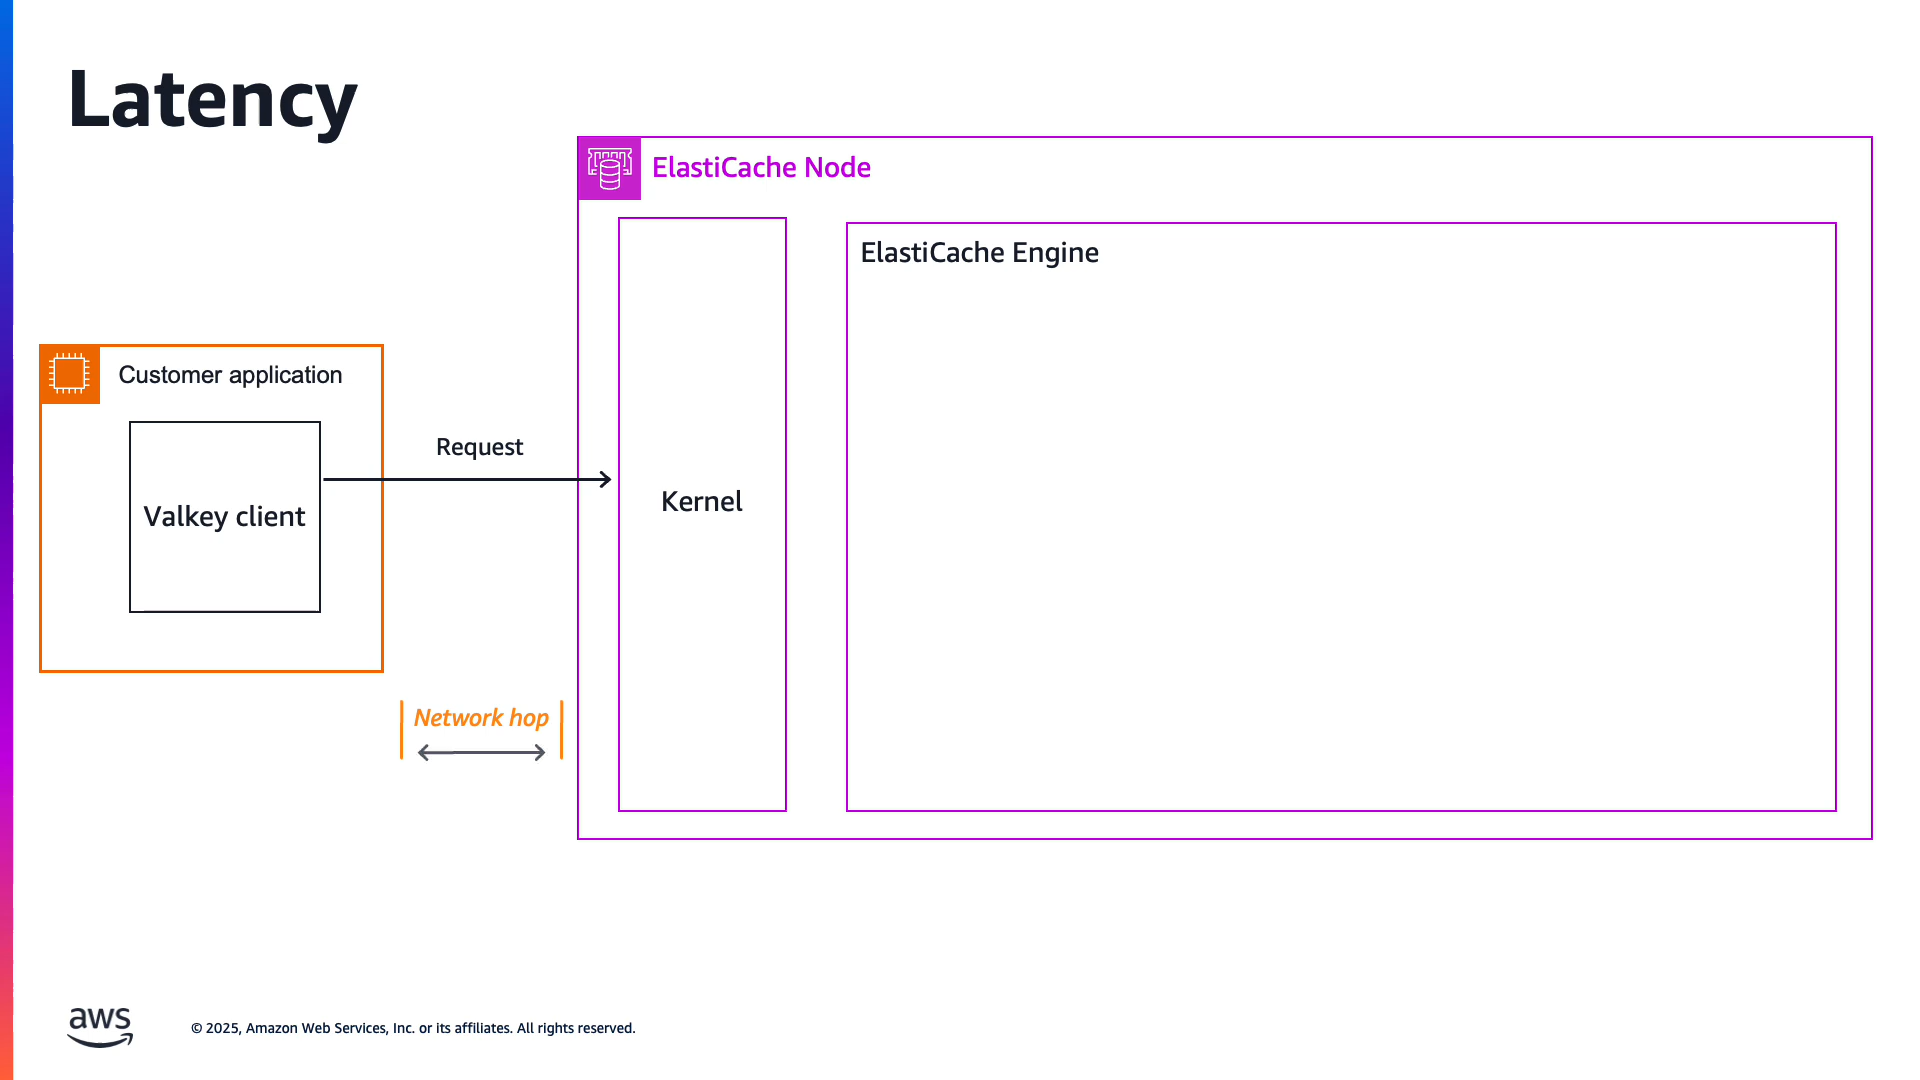 Latency
ElastiCache Node
ElastiCache Engine
Customer application
Request
Valkey client
Kernel
Network hop
aws
© 2025, Amazon Web Services, Inc. or its affiliates. All rights reserved.